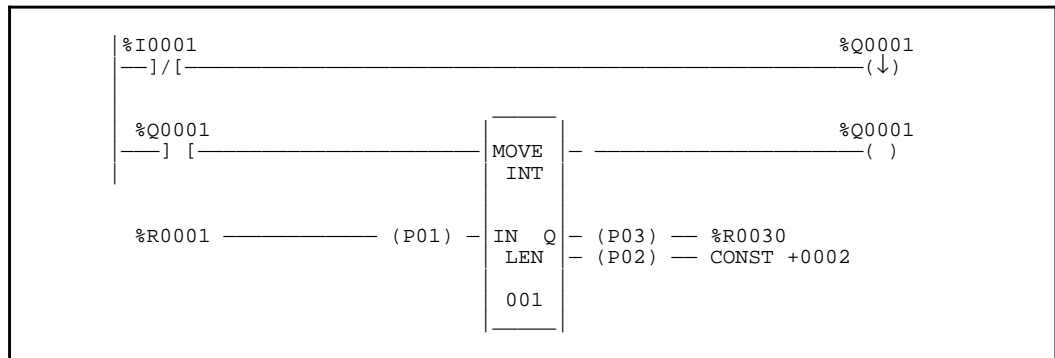 %I0001 %Q0001
]/[ (↓)
%Q0001 %Q0001
] [ MOVE ( )
INT
%R0001 (P01) IN Q (P03) %R0030
LEN (P02) CONST +0002
001